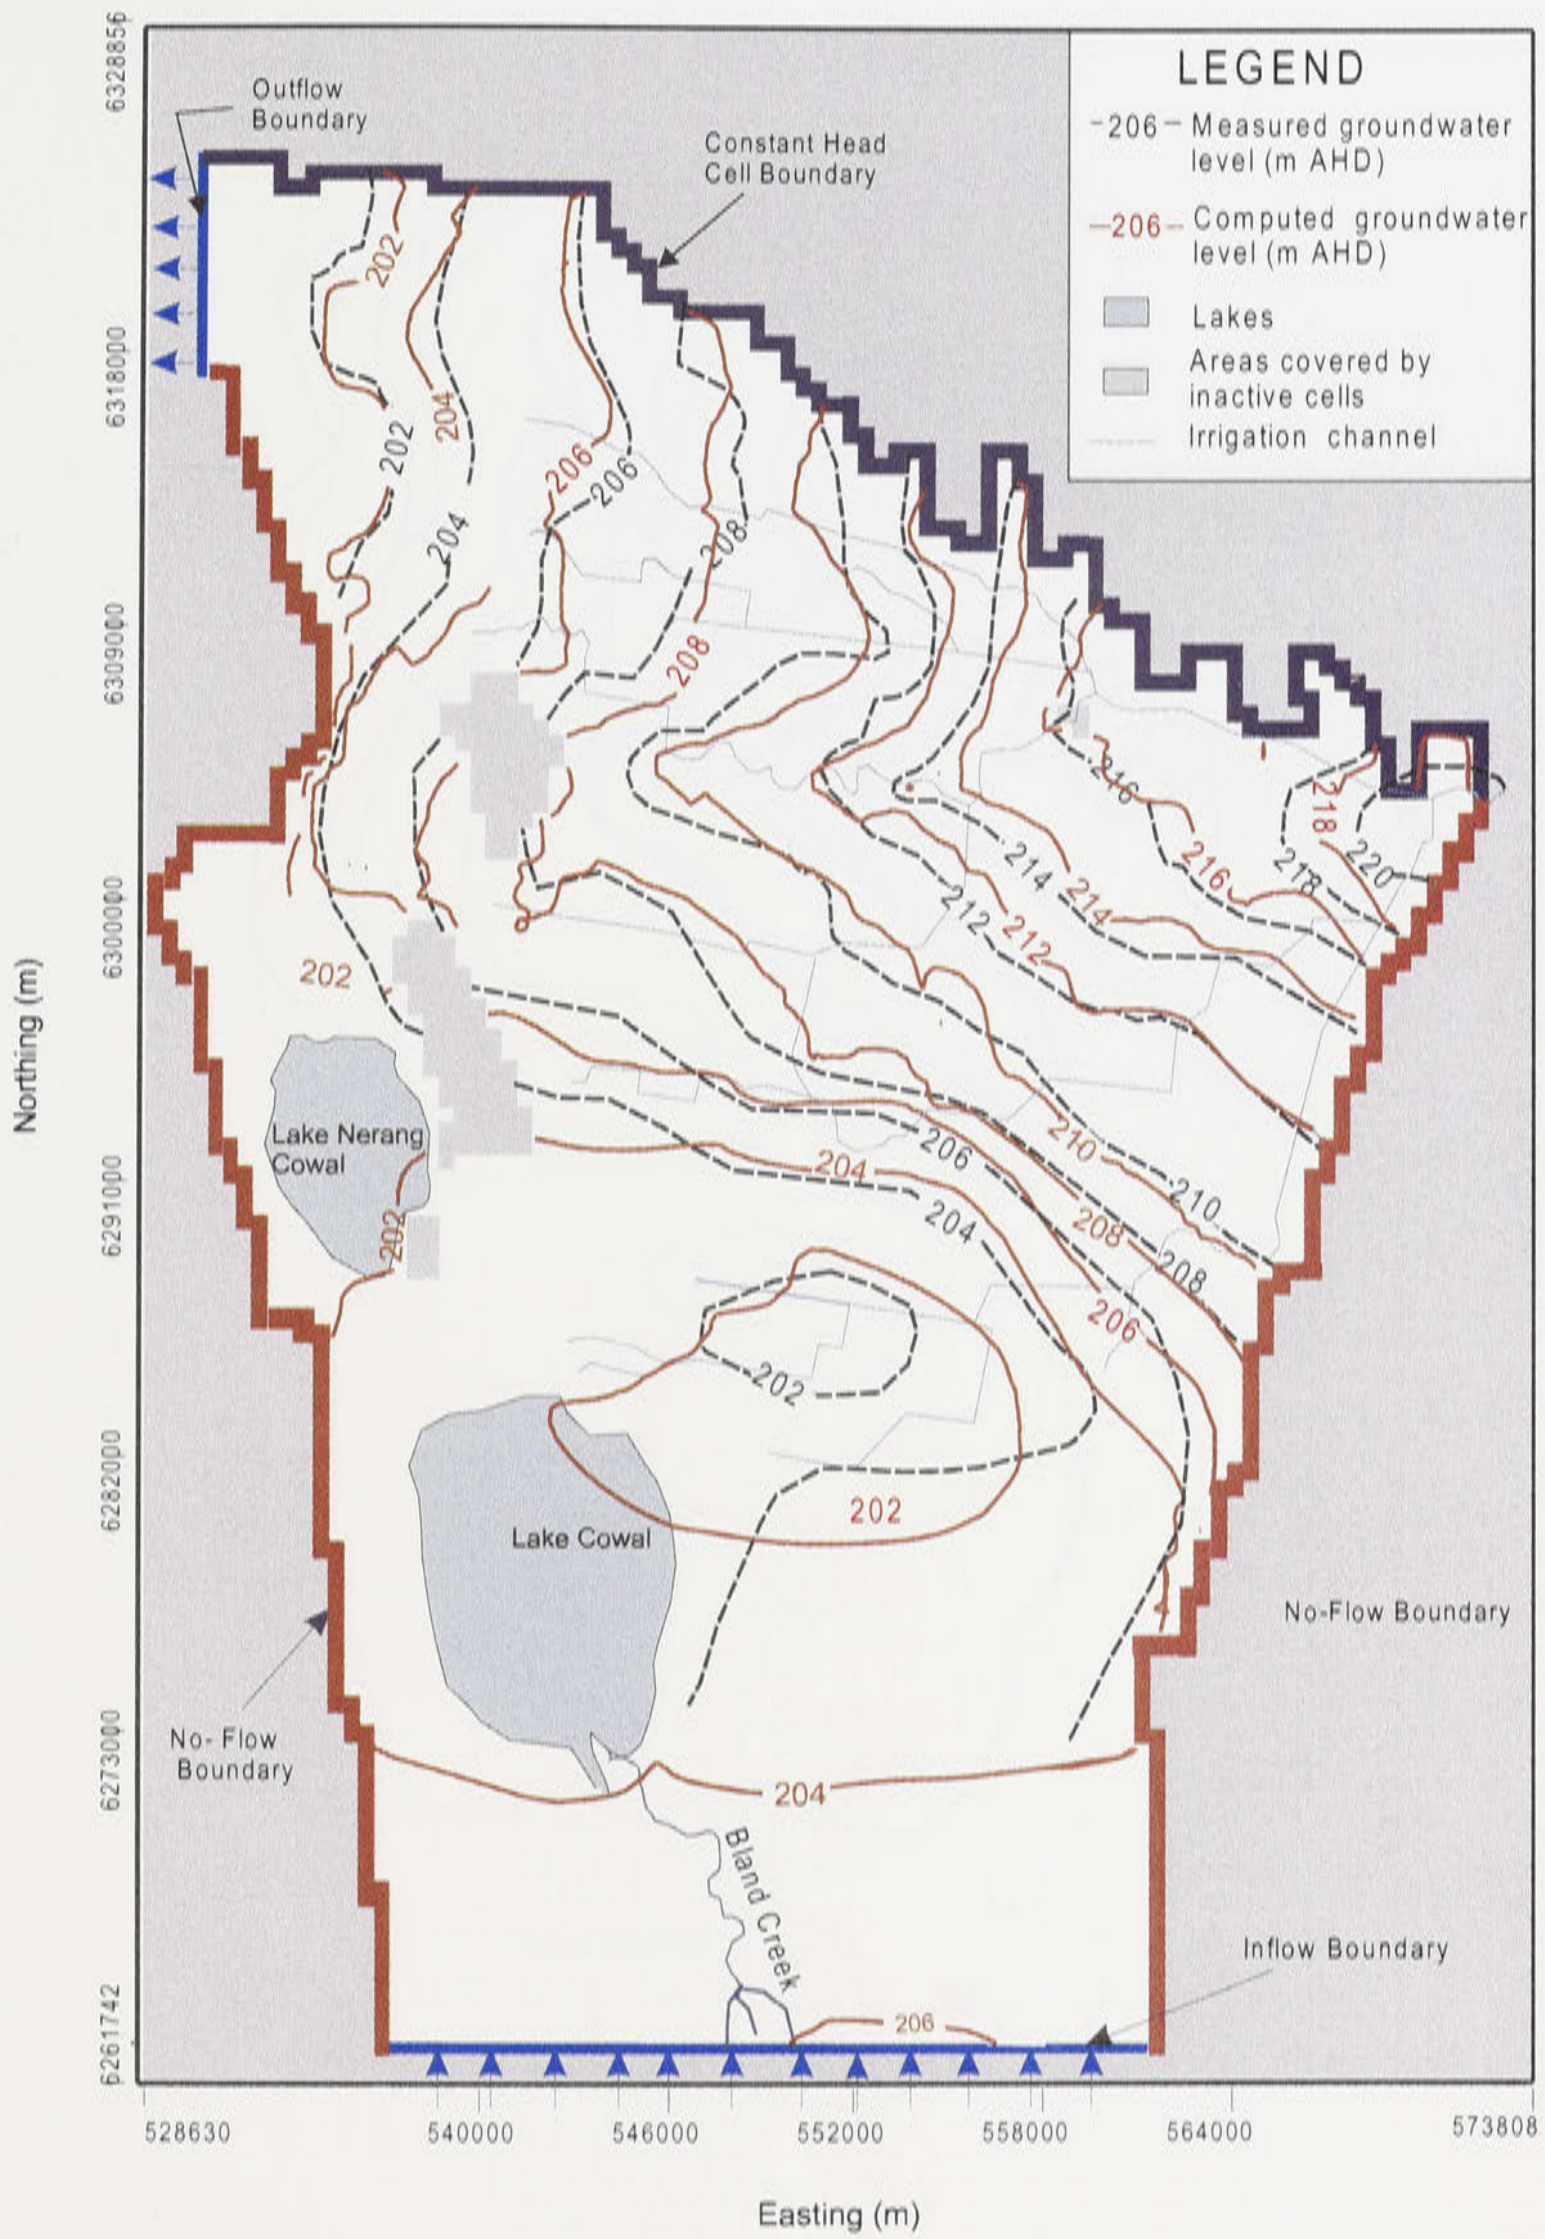 6328856
6318000
6309000
6300000
6291000
6282000
6273000
6261742
Northing (m)
Outflow
Boundary
Constant Head
Cell Boundary
LEGEND
-206- Measured groundwater
level (m AHD)
-206- Computed groundwater
level (m AHD)
Lakes
Areas covered by
inactive cells
Irrigation channel
202
204
202
206
206
204
208
208
216
218
218
220
216
214
214
212
212
202
Lake Nerang
Cowal
210
210
206
204
204
208
208
202
206
202
202
Lake Cowal
No-Flow Boundary
No- Flow
Boundary
204
Bland Creek
Inflow Boundary
206
528630
540000
546000
552000
558000
564000
573808
Easting (m)